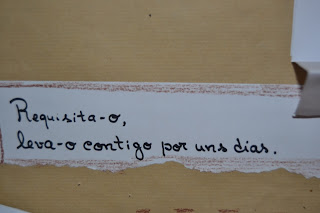 Requisita-o,
leva-o contigo por uns dias.